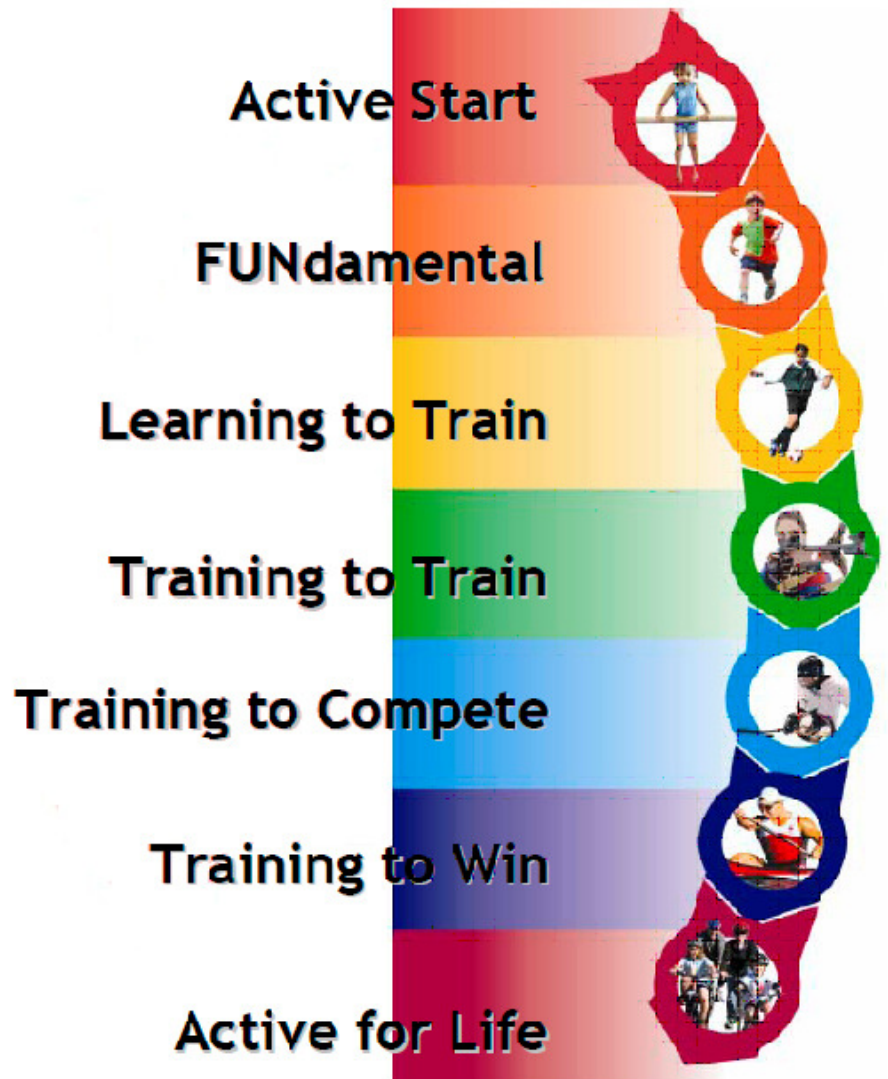 Active Start
FUNdamental
Learning to Train
Training to Train
Training to Compete
Training to Win
Active for Life